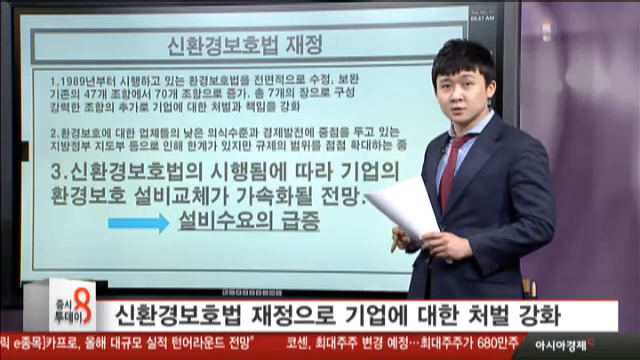 신환경보호법 재정
1.1989년부터 시행하고 있는 환경보호법을 전면적으로 수정, 보완
기존의 47개 조항에서 70개 조항으로 증가. 총 7개의 장으로 구성
강력한 조항의 추가로 기업에 대한 처벌과 책임을 강화
2.환경보호에 대한 업체들의 낮은 의식수준과 경제발전에 중점을 두고 있는
지방정부 지도부 등으로 인해 한계가 있지만 규제의 범위를 점점 확대하는 중
3.신환경보호법의 시행됨에 따라 기업의
환경보호 설비교체가 가속화될 전망.
설비수요의 급증
증시
투데이 8
신환경보호법 재정으로 기업에 대한 처벌 강화
e종목]카프로, 올해 대규모 실적 턴어라운드 전망" 코센, 최대주주 변경 예정…최대주주가 680만주 아시아경제